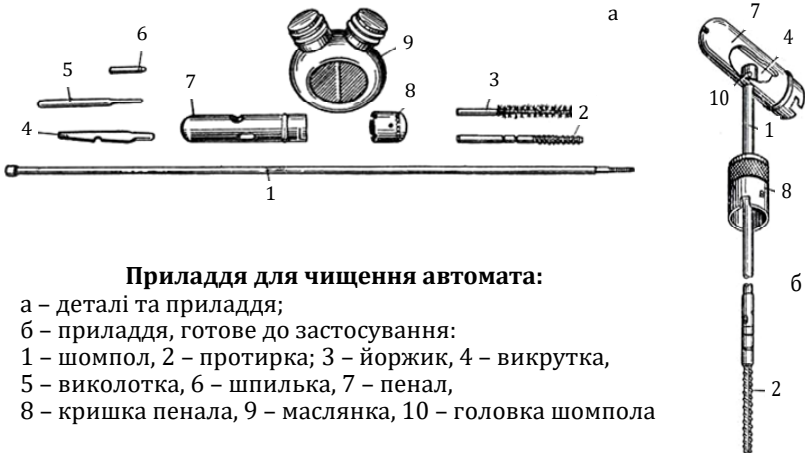 а
6
9
5
7
8
3
4
2
1
7
4
10
1
8
б
2
Приладдя для чищення автомата:
а – деталі та приладдя;
б – приладдя, готове до застосування:
1 – шомпол, 2 – протирка; 3 – йоржик, 4 – викрутка,
5 – виколотка, 6 – шпилька, 7 – пенал,
8 – кришка пенала, 9 – маслянка, 10 – головка шомпола